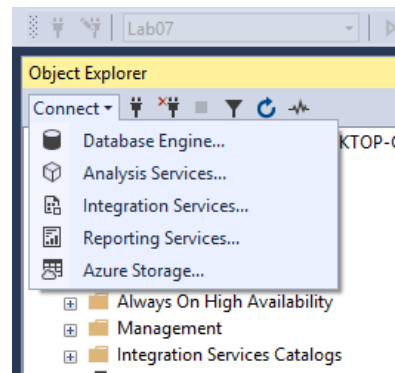 Lab07
Object Explorer
Connect
Database Engine...
KTOP-
Analysis Services...
Integration Services...
Reporting Services...
Azure Storage...
Always On High Availability
Management
Integration Services Catalogs